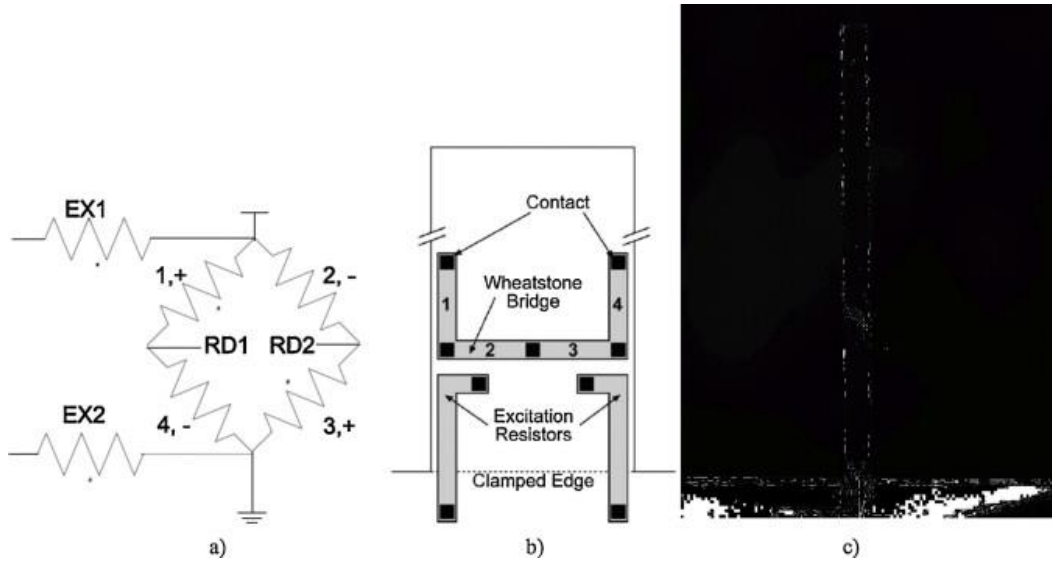 EX1
1,+
2, -
RD1
RD2
EX2
4, -
3,+
a)
Contact
1
Wheatstone
Bridge
4
2
3
Excitation
Resistors
Clamped Edge
b)
c)